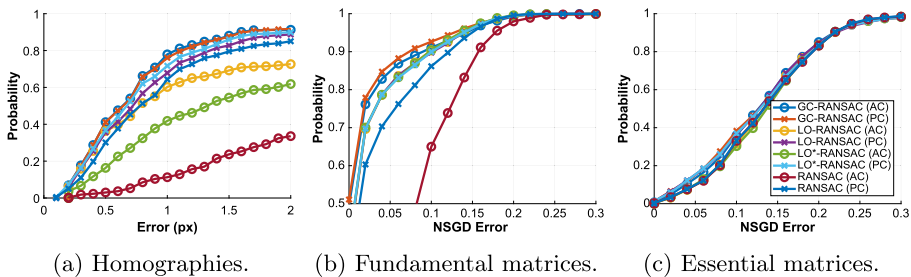 1
0.8
0.6
0.4
0.2
0
Probability
0 0.5 1 1.5 2
Error (px)
1
0.9
0.8
0.7
0.6
0.5
Probability
0 0.05 0.1 0.15 0.2 0.25 0.3
NSGD Error
1
0.8
0.6
0.4
0.2
0
Probability
0 0.05 0.1 0.15 0.2 0.25 0.3
NSGD Error
GC-RANSAC (AC)
GC-RANSAC (PC)
LO-RANSAC (AC)
LO-RANSAC (PC)
LO*-RANSAC (AC)
LO*-RANSAC (PC)
RANSAC (AC)
RANSAC (PC)
(a) Homographies.
(b) Fundamental matrices.
(c) Essential matrices.